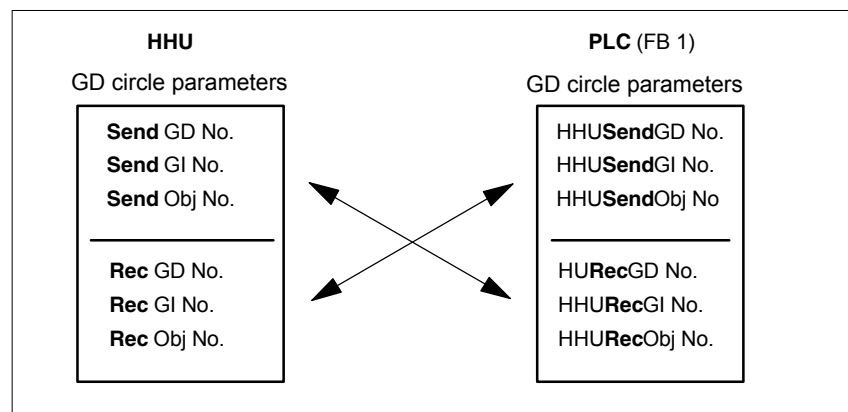 HHU
GD circle parameters
Send GD No.
Send GI No.
Send Obj No.
Rec GD No.
Rec GI No.
Rec Obj No.
PLC (FB 1)
GD circle parameters
HHUSendGD No.
HHUSendGI No.
HHUSendObj No
HURecGD No.
HHURecGI No.
HHURecObj No.